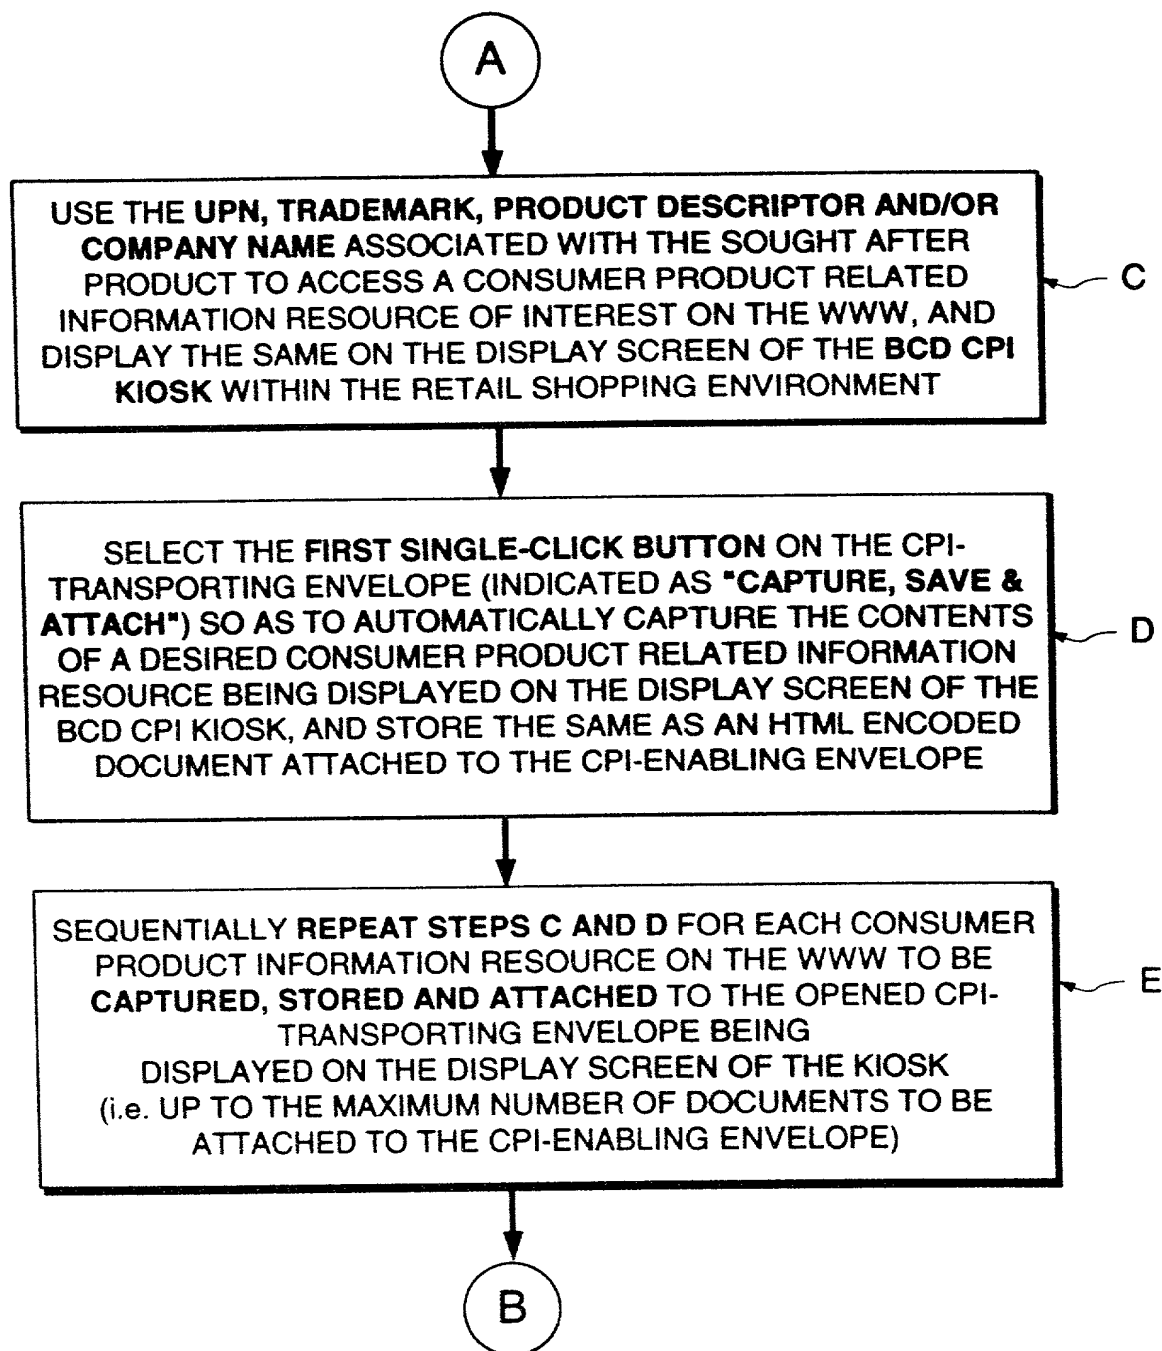 A
USE THE UPN, TRADEMARK, PRODUCT DESCRIPTOR AND/OR
COMPANY NAME ASSOCIATED WITH THE SOUGHT AFTER
PRODUCT TO ACCESS A CONSUMER PRODUCT RELATED
INFORMATION RESOURCE OF INTEREST ON THE WWW, AND
DISPLAY THE SAME ON THE DISPLAY SCREEN OF THE BCD CPI
KIOSK WITHIN THE RETAIL SHOPPING ENVIRONMENT
C
SELECT THE FIRST SINGLE-CLICK BUTTON ON THE CPI-
TRANSPORTING ENVELOPE (INDICATED AS "CAPTURE, SAVE &
ATTACH") SO AS TO AUTOMATICALLY CAPTURE THE CONTENTS
OF A DESIRED CONSUMER PRODUCT RELATED INFORMATION
RESOURCE BEING DISPLAYED ON THE DISPLAY SCREEN OF THE
BCD CPI KIOSK, AND STORE THE SAME AS AN HTML ENCODED
DOCUMENT ATTACHED TO THE CPI-ENABLING ENVELOPE
D
SEQUENTIALLY REPEAT STEPS C AND D FOR EACH CONSUMER
PRODUCT INFORMATION RESOURCE ON THE WWW TO BE
CAPTURED, STORED AND ATTACHED TO THE OPENED CPI-
TRANSPORTING ENVELOPE BEING
DISPLAYED ON THE DISPLAY SCREEN OF THE KIOSK
(i.e. UP TO THE MAXIMUM NUMBER OF DOCUMENTS TO BE
ATTACHED TO THE CPI-ENABLING ENVELOPE)
E
B